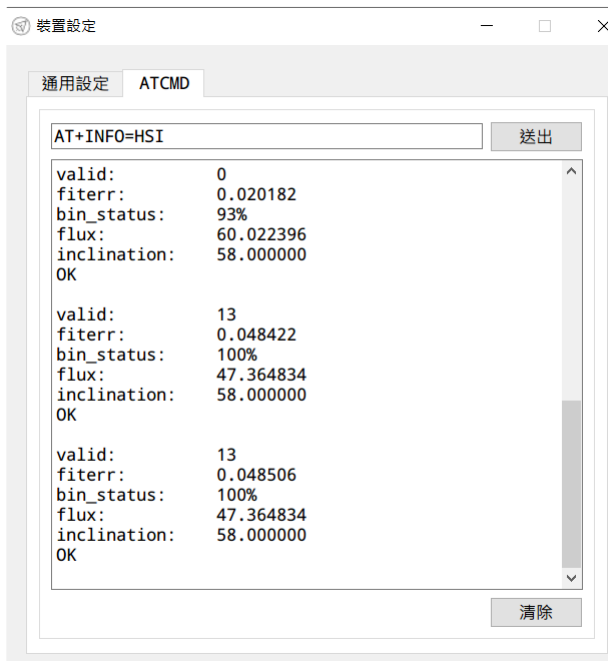 裝置設定
通用設定 ATCMD
AT+INFO=HSI 送出
valid: 0
fiterr: 0.020182
bin_status: 93%
flux: 60.022396
inclination: 58.000000
OK
valid: 13
fiterr: 0.048422
bin_status: 100%
flux: 47.364834
inclination: 58.000000
OK
valid: 13
fiterr: 0.048506
bin_status: 100%
flux: 47.364834
inclination: 58.000000
OK
清除